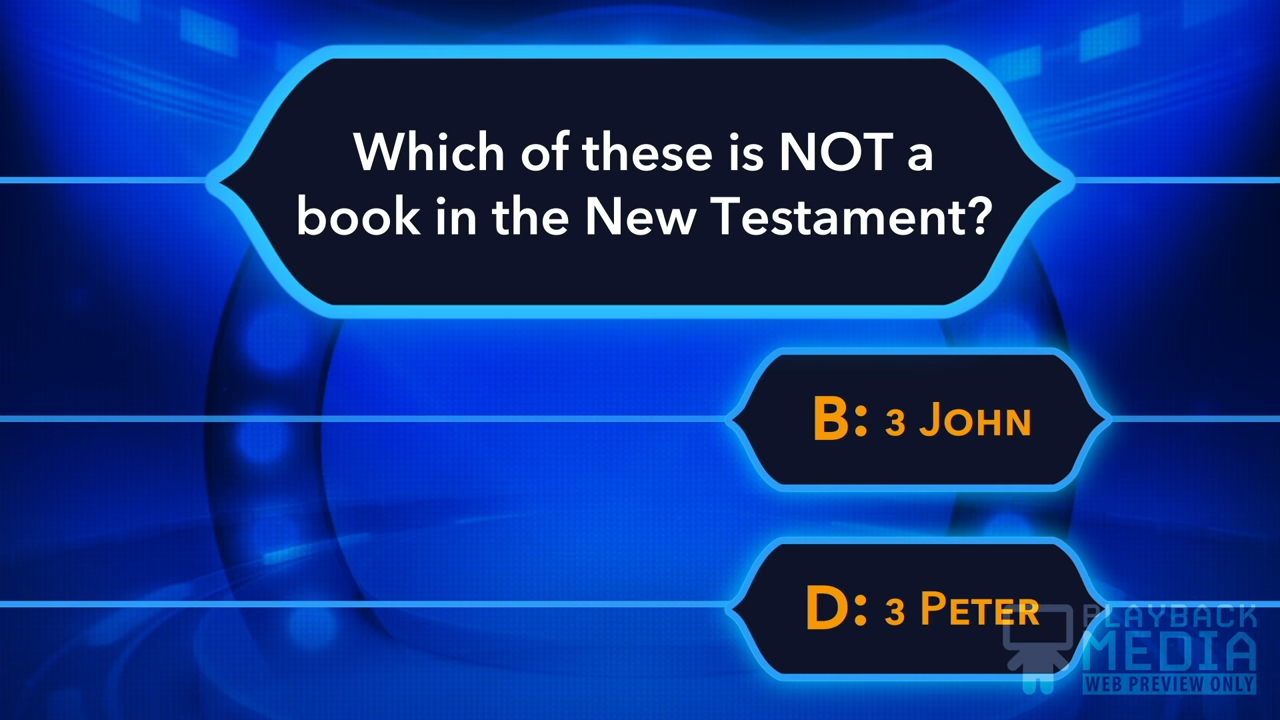 Which of these is NOT a
book in the New Testament?
B: 3 John
D: 3 Peter
PLAYBACK
MEDIA
WEB PREVIEW ONLY